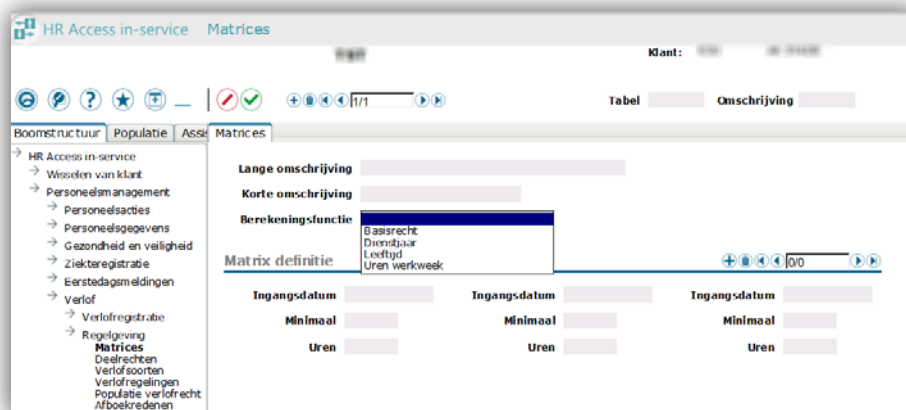 HR Access in-service Matrices
Klant:
1/1
Tabel Omschrijving
Boomstructuur Populatie Assis Matrices
HR Access in-service
Wisselen van klant
Personeelsmanagement
Personeelsacties
Personeelsgegevens
Gezondheid en veiligheid
Ziekteregistratie
Eerstedagsmeldingen
Verlof
Verlofregistratie
Regelgeving
Matrices
Deelrechten
Verlofsoorten
Verlofregelingen
Populatie verlofrecht
Afboekredenen
Lange omschrijving
Korte omschrijving
Berekeningsfunctie
Basisrecht
Dienstjaar
Leeftijd
Uren werkweek
Matrix definitie 0/0
Ingangsdatum Ingangsdatum Ingangsdatum
Minimaal Minimaal Minimaal
Uren Uren Uren